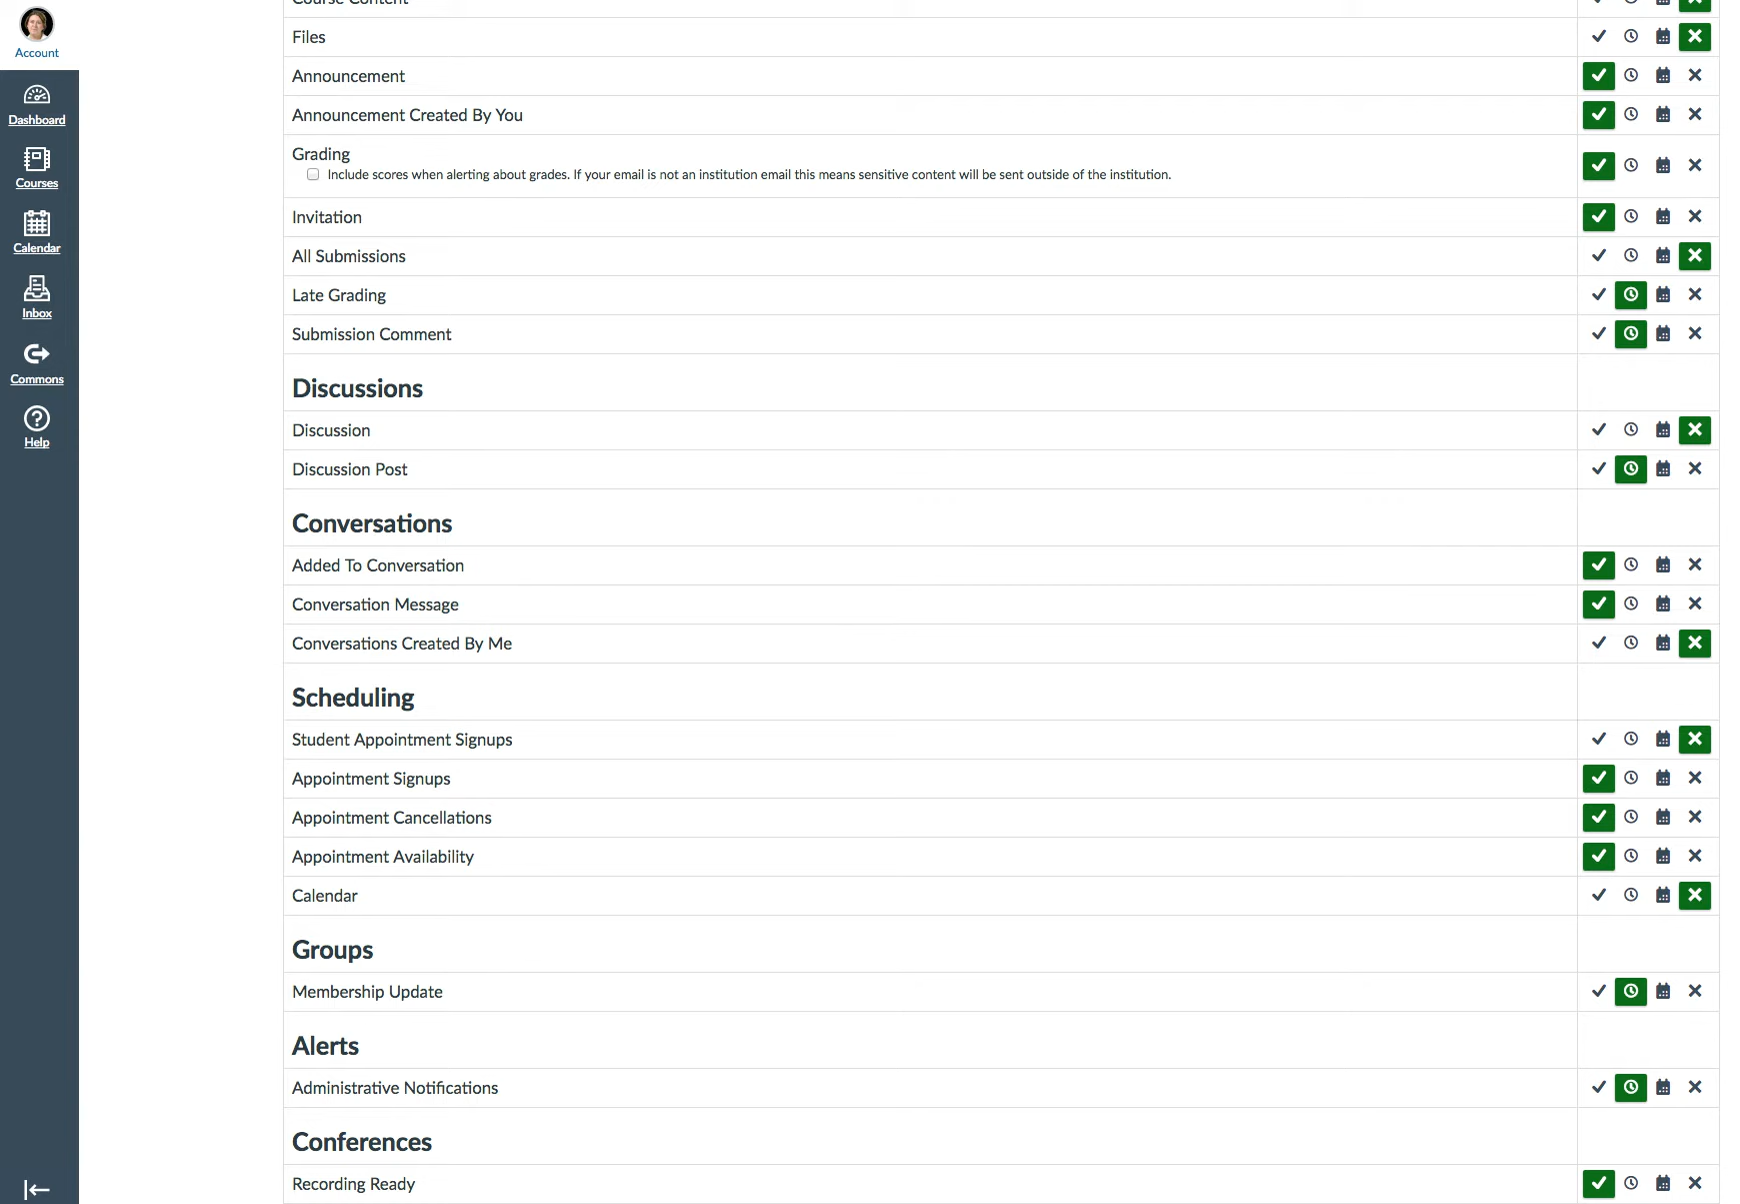 Account
Dashboard
Courses
Calendar
Inbox
Commons
Help
Course Content
Files
Announcement
Announcement Created By You
Grading
Include scores when alerting about grades. If your email is not an institution email this means sensitive content will be sent outside of the institution.
Invitation
All Submissions
Late Grading
Submission Comment
Discussions
Discussion
Discussion Post
Conversations
Added To Conversation
Conversation Message
Conversations Created By Me
Scheduling
Student Appointment Signups
Appointment Signups
Appointment Cancellations
Appointment Availability
Calendar
Groups
Membership Update
Alerts
Administrative Notifications
Conferences
Recording Ready